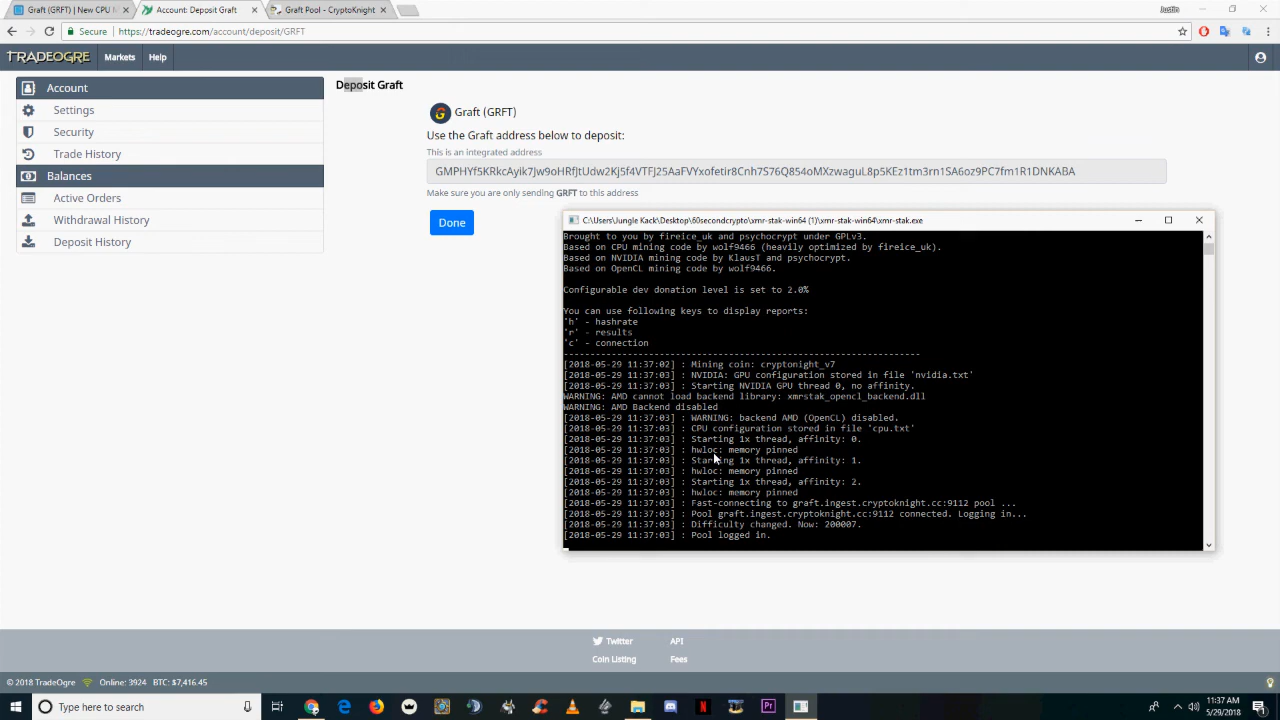 Graft (GRFT) | New CPU M
Account: Deposit Graft
Graft Pool - CryptoKnight
Justin
Secure | https://tradeogre.com/account/deposit/GRFT
TRADEOGRE Markets Help
Account
Settings
Security
Trade History
Balances
Active Orders
Withdrawal History
Deposit History
Deposit Graft
Graft (GRFT)
Use the Graft address below to deposit:
This is an integrated address
GMPHYf5KRkcAyik7Jw9oHRfJtUdw2Kj5f4VTFJ25AaFVYxofetir8Cnh7S76Q854oMXzwaguL8p5KEz1tm3rn1SA6oz9PC7fm1R1DNKABA
Make sure you are only sending GRFT to this address
Done
C:\Users\Jungle Kack\Desktop\60secondcrypto\xmr-stak-win64 (1)\xmr-stak-win64\xmr-stak.exe
Brought to you by fireice_uk and psychocrypt under GPLv3.
Based on CPU mining code by wolf9466 (heavily optimized by fireice_uk).
Based on NVIDIA mining code by KlausT and psychocrypt.
Based on OpenCL mining code by wolf9466.
Configurable dev donation level is set to 2.0%
You can use following keys to display reports:
'h' - hashrate
'r' - results
'c' - connection
-------------------------------------------------------------------
[2018-05-29 11:37:02] : Mining coin: cryptonight_v7
[2018-05-29 11:37:03] : NVIDIA: GPU configuration stored in file 'nvidia.txt'
[2018-05-29 11:37:03] : Starting NVIDIA GPU thread 0, no affinity.
WARNING: AMD cannot load backend library: xmrstak_opencl_backend.dll
WARNING: AMD Backend disabled
[2018-05-29 11:37:03] : WARNING: backend AMD (OpenCL) disabled.
[2018-05-29 11:37:03] : CPU configuration stored in file 'cpu.txt'
[2018-05-29 11:37:03] : Starting 1x thread, affinity: 0.
[2018-05-29 11:37:03] : hwloc: memory pinned
[2018-05-29 11:37:03] : Starting 1x thread, affinity: 1.
[2018-05-29 11:37:03] : hwloc: memory pinned
[2018-05-29 11:37:03] : Starting 1x thread, affinity: 2.
[2018-05-29 11:37:03] : hwloc: memory pinned
[2018-05-29 11:37:03] : Fast-connecting to graft.ingest.cryptoknight.cc:9112 pool ...
[2018-05-29 11:37:03] : Pool graft.ingest.cryptoknight.cc:9112 connected. Logging in...
[2018-05-29 11:37:03] : Difficulty changed. Now: 200007.
[2018-05-29 11:37:03] : Pool logged in.
Twitter API
Coin Listing Fees
© 2018 TradeOgre Online: 3924 BTC: $7,416.45
Type here to search
11:37 AM
5/29/2018